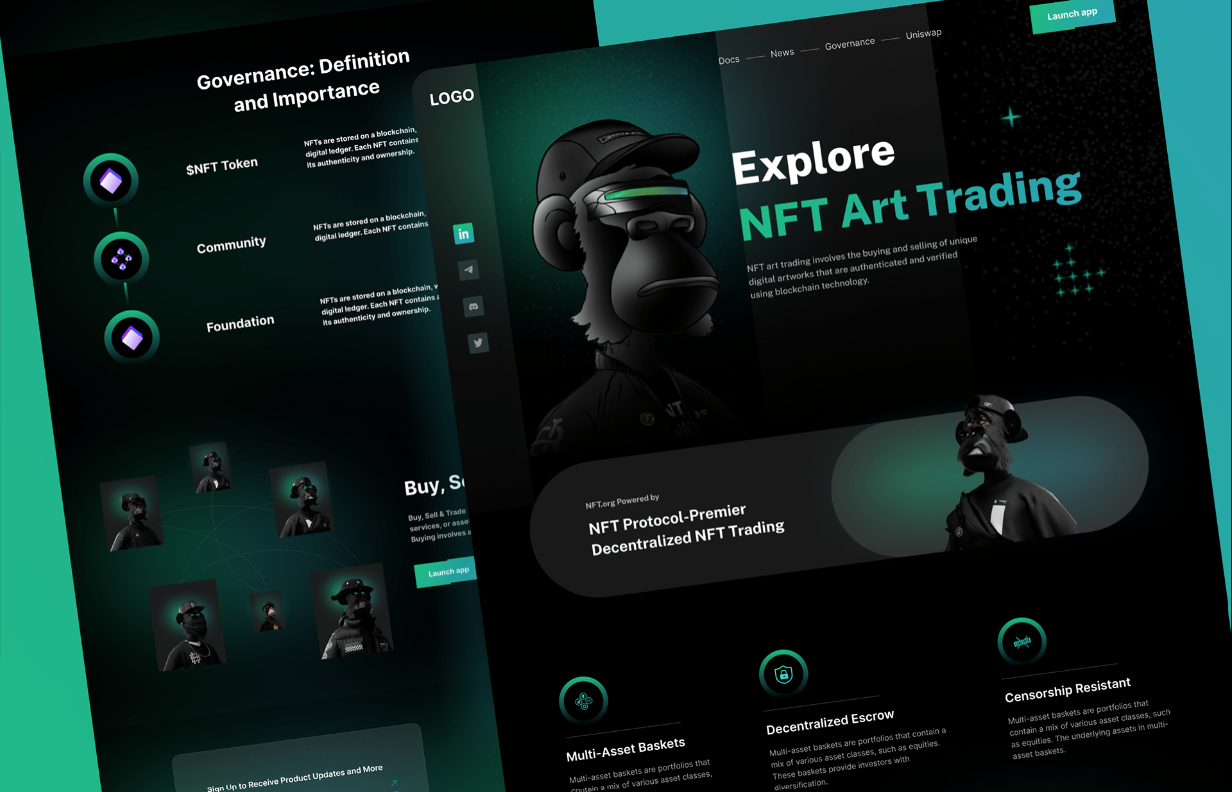 Governance: Definition
and Importance
$NFT Token
NFTs are stored on a blockchain,
digital ledger. Each NFT contains
its authenticity and ownership.
Community
NFTs are stored on a blockchain,
digital ledger. Each NFT contains
Foundation
NFTs are stored on a blockchain,
digital ledger. Each NFT contains
its authenticity and ownership.
Buy,
Buy, Sell & Trade
services, or
Buying involves
Launch app
Sign Up to Receive Product Updates and More
LOGO
Docs
News
Governance
Uniswap
Launch app
in
Explore
NFT Art Trading
NFT art trading involves the buying and selling of unique
digital artworks that are authenticated and verified
using blockchain technology.
NFT.org Powered by
NFT Protocol-Premier
Decentralized NFT Trading
Multi-Asset Baskets
Multi-asset baskets are portfolios that
contain a mix of various asset classes,
Decentralized Escrow
Multi-asset baskets are portfolios that contain a
mix of various asset classes, such as equities.
These baskets provide investors with
diversification.
Censorship Resistant
Multi-asset baskets are portfolios that
contain a mix of various asset classes, such
as equities. The underlying assets in multi-
asset baskets.